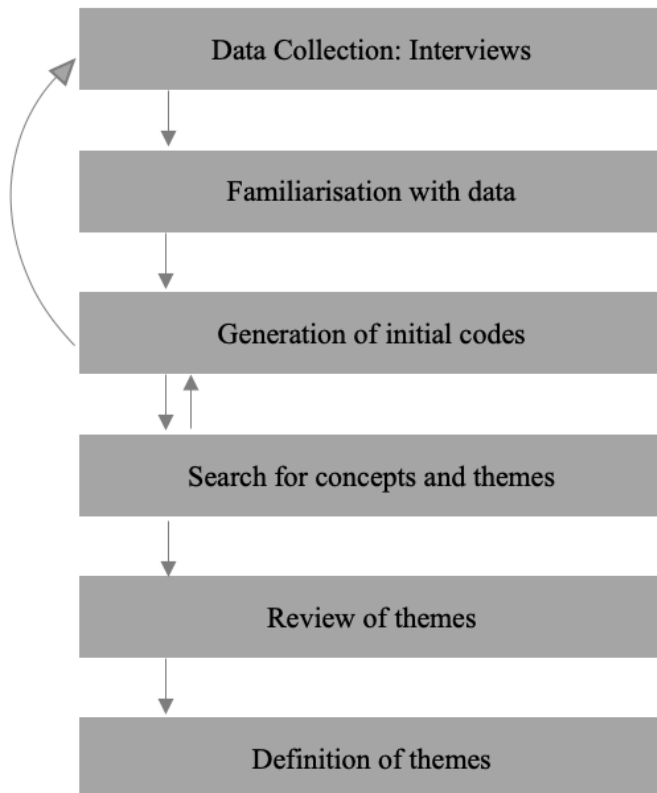 Data Collection: Interviews
Familiarisation with data
Generation of initial codes
Search for concepts and themes
Review of themes
Definition of themes